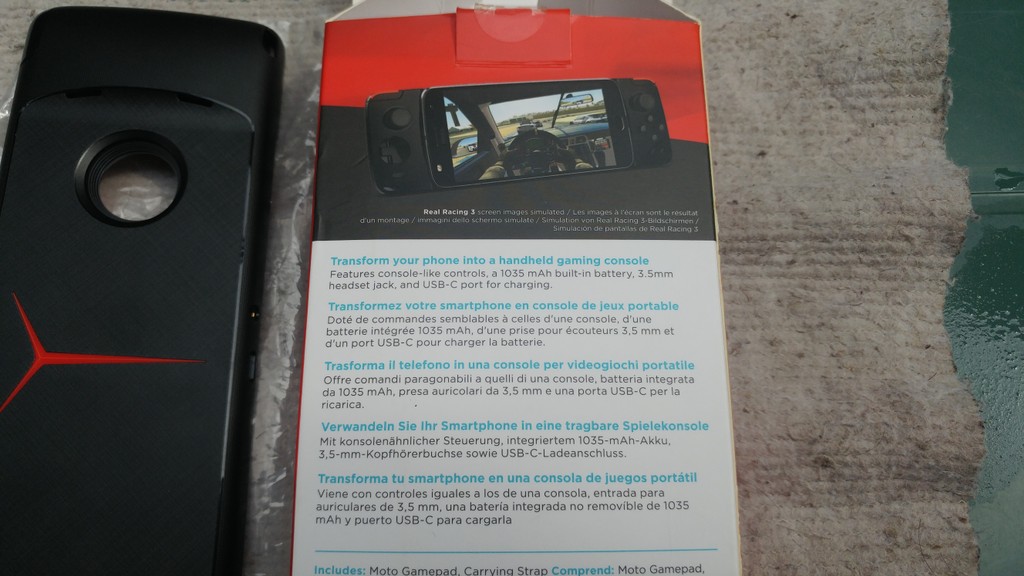 Real Racing 3 screen images simulated / Les images à l'écran sont le résultat
d'un montage / Immagini dello schermo simulate / Simulation von Real Racing 3-Bildschirmen /
Simulación de pantallas de Real Racing 3
Transform your phone into a handheld gaming console
Features console-like controls, a 1035 mAh built-in battery, 3.5mm
headset jack, and USB-C port for charging.
Transformez votre smartphone en console de jeux portable
Doté de commandes semblables à celles d'une console, d'une
batterie intégrée 1035 mAh, d'une prise pour écouteurs 3,5 mm et
d'un port USB-C pour charger la batterie.
Trasforma il telefono in una console per videogiochi portatile
Offre comandi paragonabili a quelli di una console, batteria integrata
da 1035 mAh, presa auricolari da 3,5 mm e una porta USB-C per la
ricarica.
Verwandeln Sie Ihr Smartphone in eine tragbare Spielekonsole
Mit konsolenähnlicher Steuerung, integriertem 1035-mAh-Akku,
3,5-mm-Kopfhörerbuchse sowie USB-C-Ladeanschluss.
Transforma tu smartphone en una consola de juegos portátil
Viene con controles iguales a los de una consola, entrada para
auriculares de 3,5 mm, una batería integrada no removible de 1035
mAh y puerto USB-C para cargarla
Includes: Moto Gamepad, Carrying Strap Comprend: Moto Gamepad,